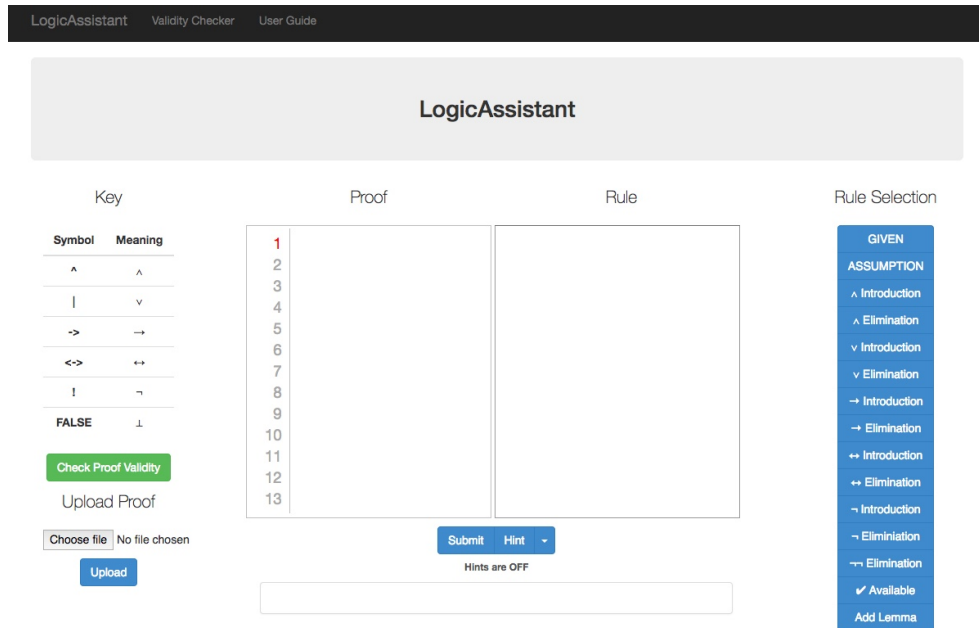 LogicAssistant Validity Checker User Guide
LogicAssistant
Key
Symbol Meaning
^ ∧
| ∨
-> →
<-> ↔
! ¬
FALSE ⊥
Check Proof Validity
Upload Proof
Choose file No file chosen
Upload
Proof Rule
1
2
3
4
5
6
7
8
9
10
11
12
13
Submit Hint
Hints are OFF
Rule Selection
GIVEN
ASSUMPTION
∧ Introduction
∧ Elimination
∨ Introduction
∨ Elimination
→ Introduction
→ Elimination
↔ Introduction
↔ Elimination
¬ Introduction
¬ Eliminiation
¬¬ Elimination
✔ Available
Add Lemma